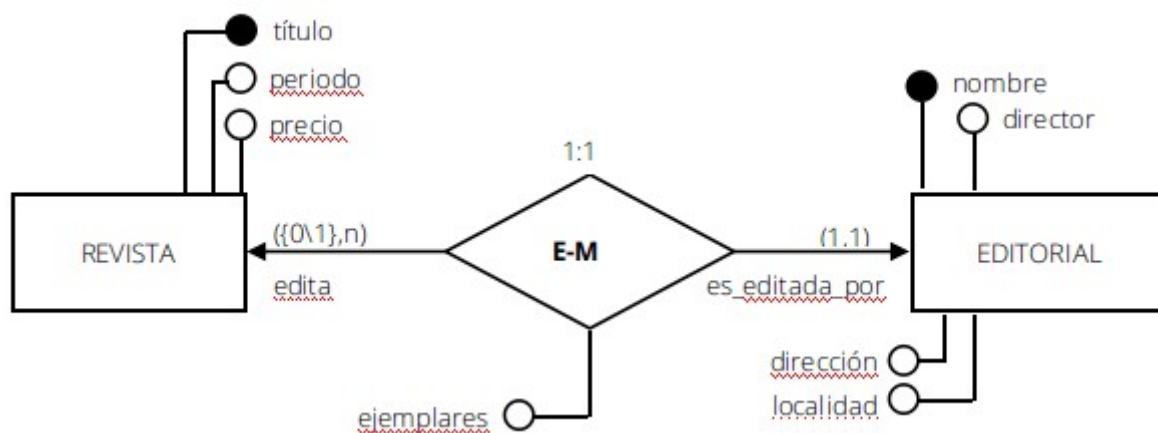 título
periodo
precio
nombre
director
1:1
REVISTA
({0\1},n)
edita
E-M
(1,1)
es_editada_por
EDITORIAL
dirección
localidad
ejemplares